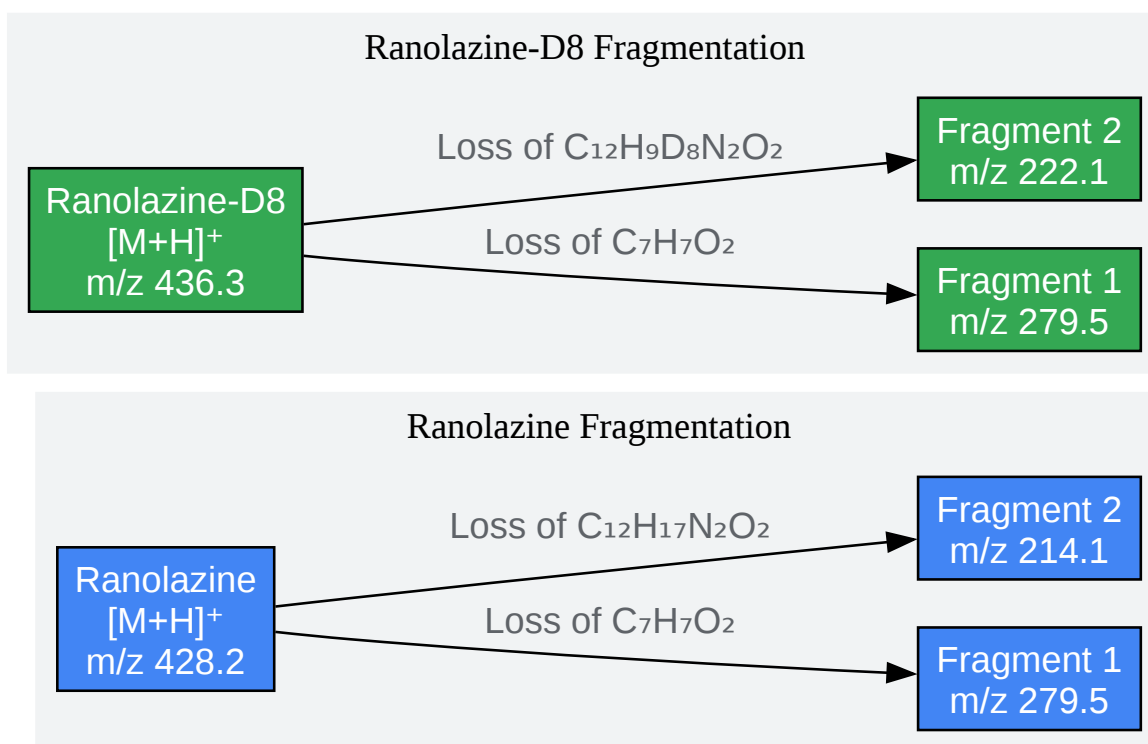 Ranolazine-D8 Fragmentation
Ranolazine-D8
[M+H]⁺
m/z 436.3
Loss of C₁₂H₉D₈N₂O₂
Loss of C₇H₇O₂
Fragment 2
m/z 222.1
Fragment 1
m/z 279.5
Ranolazine Fragmentation
Ranolazine
[M+H]⁺
m/z 428.2
Loss of C₁₂H₁₇N₂O₂
Loss of C₇H₇O₂
Fragment 2
m/z 214.1
Fragment 1
m/z 279.5